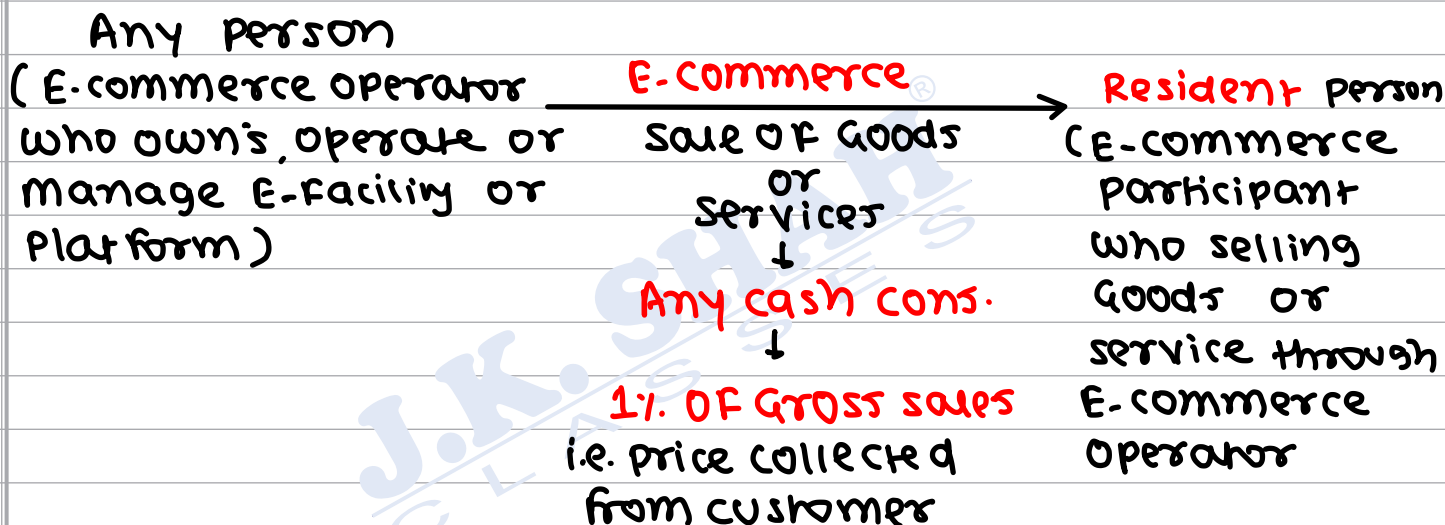 Any person
(E-commerce operator
who own's, operate or
manage E-Facility or
Platform)
E-commerce
Sale OF Goods
or
Services
↓
Any cash cons.
↓
1% OF Gross sales
i.e. price collected
from customer
Resident person
(E-commerce
participant
who selling
Goods or
service through
E-commerce
operator
J.K. SHAH ®
CLASSES